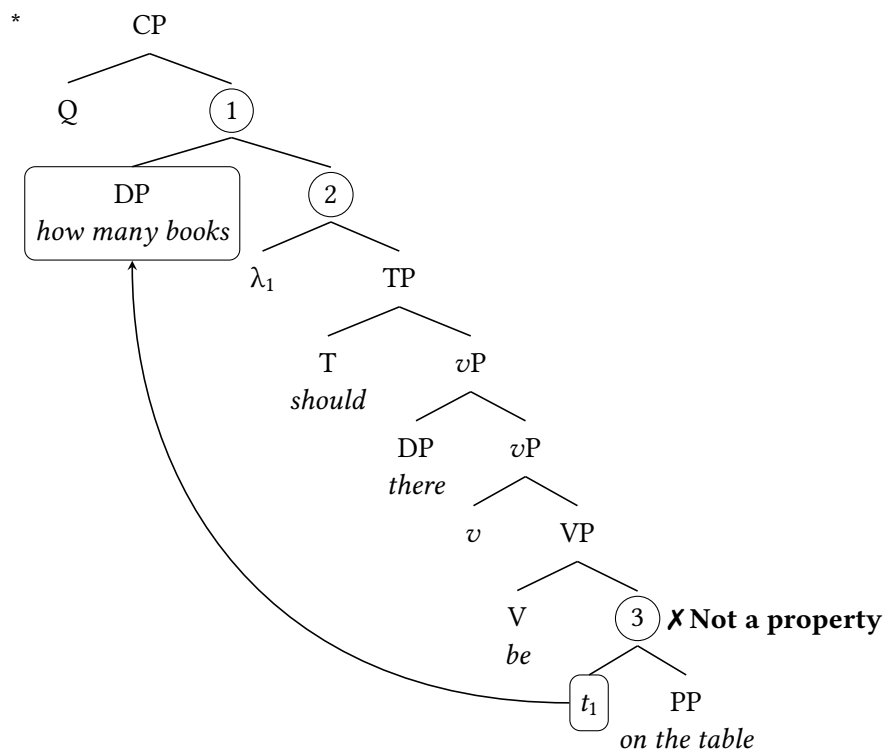 * CP
Q 1
DP 2
how many books
λ₁ TP
T vP
should
DP vP
there
v VP
V 3 ✗Not a property
be
t₁ PP
on the table